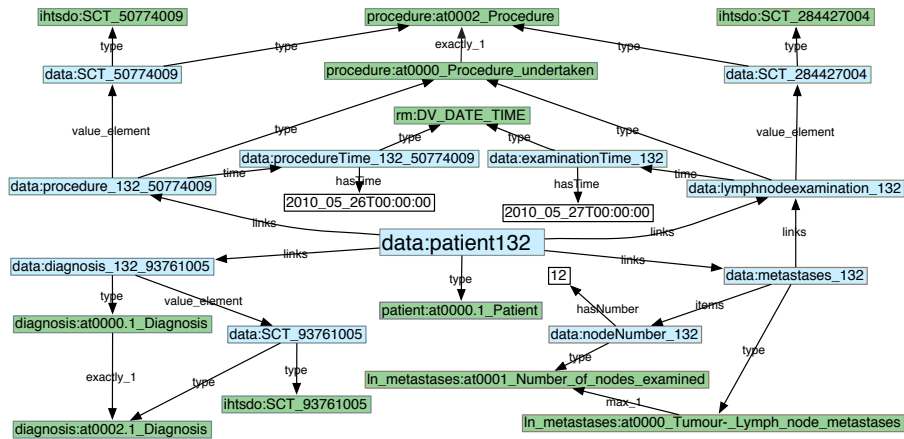 ihtsdo:SCT_50774009
procedure:at0002_Procedure
ihtsdo:SCT_284427004
type
type
exactly_1
type
type
data:SCT_50774009
procedure:at0000_Procedure_undertaken
data:SCT_284427004
rm:DV_DATE_TIME
value_element
type
type
type
type
value_element
data:procedureTime_132_50774009
data:examinationTime_132
data:procedure_132_50774009
time
hasTime
hasTime
time
data:lymphnodeexamination_132
2010_05_26T00:00:00
2010_05_27T00:00:00
links
links
links
data:patient132
links
links
data:diagnosis_132_93761005
12
data:metastases_132
type
value_element
type
hasNumber
items
diagnosis:at0000.1_Diagnosis
data:SCT_93761005
patient:at0000.1_Patient
data:nodeNumber_132
type
type
exactly_1
type
type
ln_metastases:at0001_Number_of_nodes_examined
ihtsdo:SCT_93761005
max_1
diagnosis:at0002.1_Diagnosis
ln_metastases:at0000_Tumour-_Lymph_node_metastases